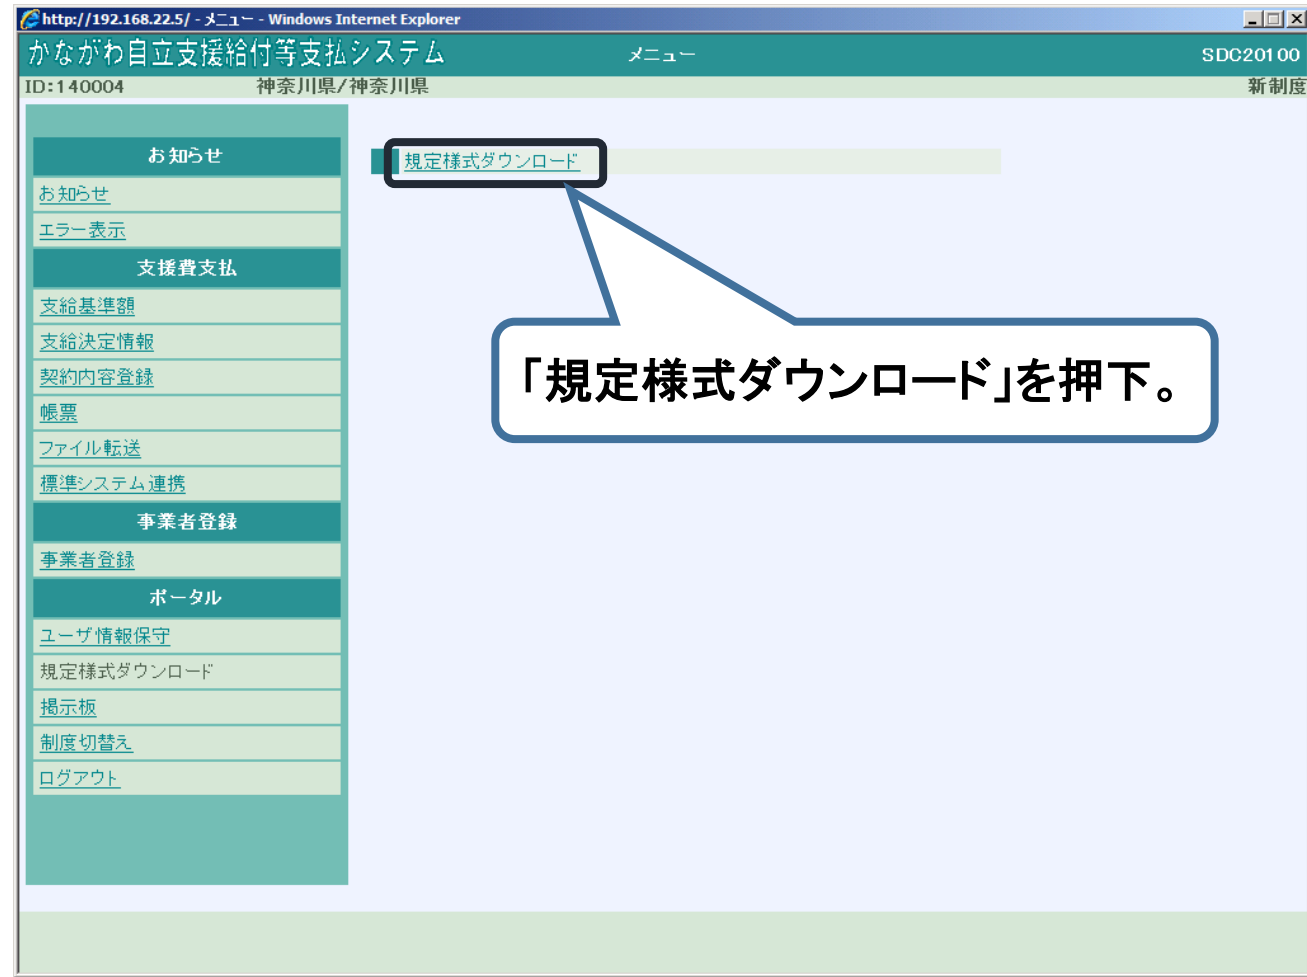 http://192.168.22.5/ - メニュー - Windows Internet Explorer
かながわ自立支援給付等支払システム メニュー SDC20100
ID:140004 神奈川県/神奈川県 新制度
お知らせ
お知らせ
エラー表示
支援費支払
支給基準額
支給決定情報
契約内容登録
帳票
ファイル転送
標準システム連携
事業者登録
事業者登録
ポータル
ユーザ情報保守
規定様式ダウンロード
掲示板
制度切替え
ログアウト
規定様式ダウンロード
「規定様式ダウンロード」を押下。